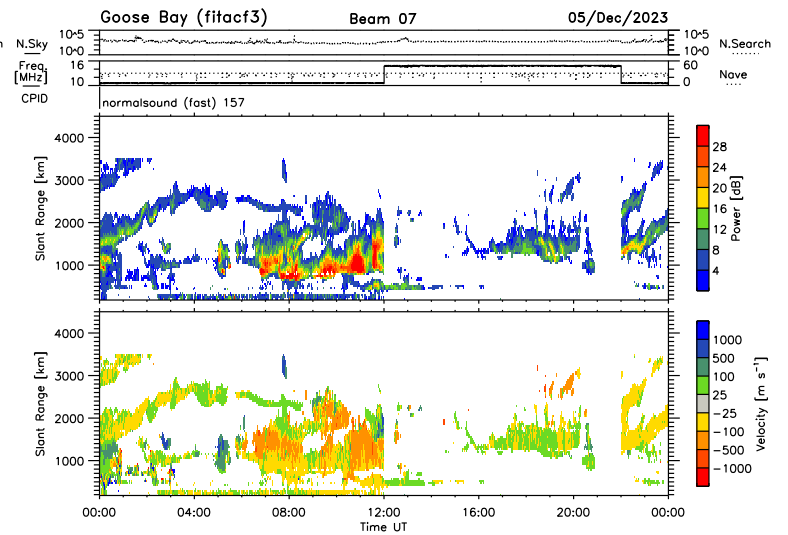 Goose Bay (fitacf3) Beam 07 05/Dec/2023
N.Sky 10^5 10^0 10^5 10^0 N.Search
Freq. [MHz] 16 10 60 0 Nave
CPID normalsound (fast) 157
Slant Range [km] 4000 3000 2000 1000
28 24 20 16 12 8 4 Power [dB]
Slant Range [km] 4000 3000 2000 1000
1000 500 100 25 -25 -100 -500 -1000 Velocity [m s⁻¹]
00:00 04:00 08:00 12:00 16:00 20:00 00:00
Time UT